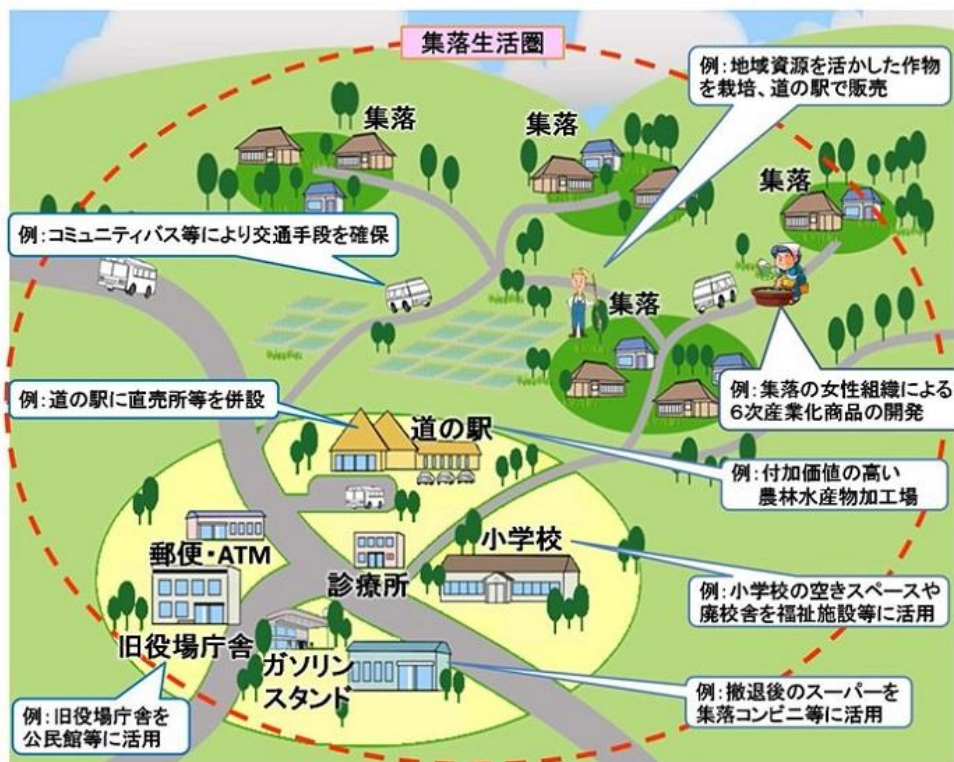 集落生活圏
例：地域資源を活かした作物
を栽培、道の駅で販売
集落
集落
集落
例：コミュニティバス等により交通手段を確保
集落
例：道の駅に直売所等を併設
例：集落の女性組織による
６次産業化商品の開発
道の駅
例：付加価値の高い
農林水産物加工場
小学校
郵便・ATM
診療所
例：小学校の空きスペースや
廃校舎を福祉施設等に活用
旧役場庁舎
ガソリン
スタンド
例：撤退後のスーパーを
集落コンビニ等に活用
例：旧役場庁舎を
公民館等に活用